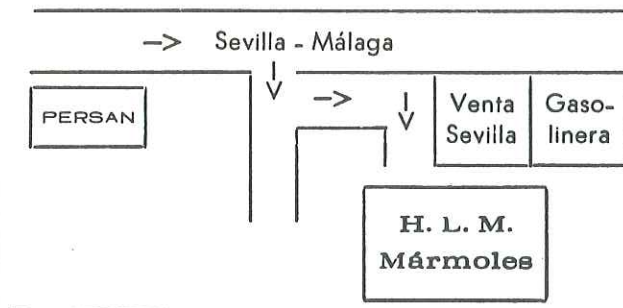 Sevilla - Málaga
PERSAN
Venta
Sevilla
Gaso-
linera
H. L. M.
Mármoles